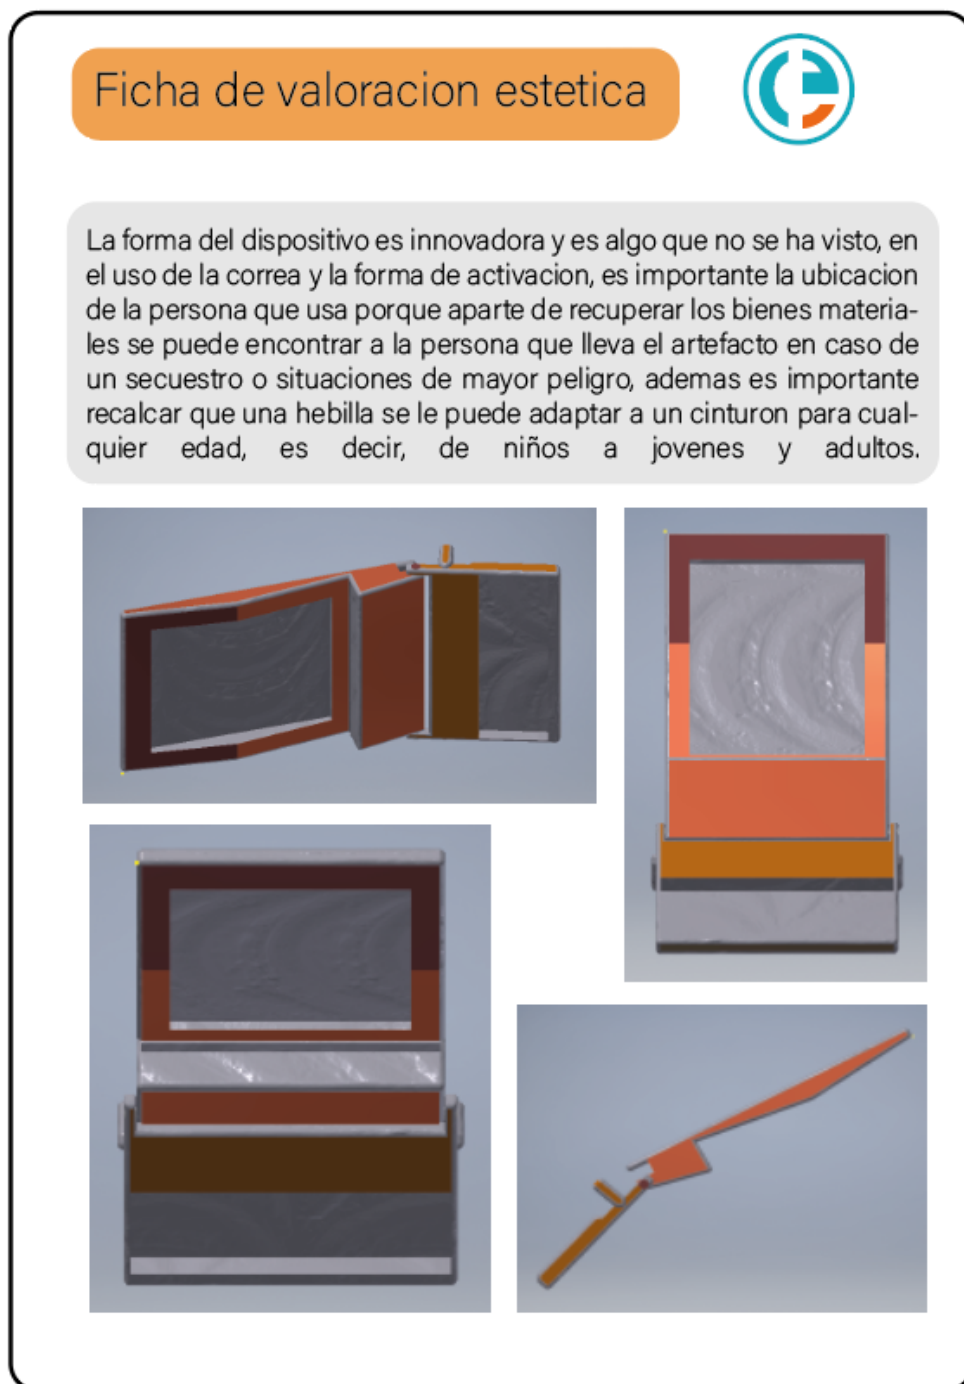 Ficha de valoracion estetica
La forma del dispositivo es innovadora y es algo que no se ha visto, en
el uso de la correa y la forma de activacion, es importante la ubicacion
de la persona que usa porque aparte de recuperar los bienes materia-
les se puede encontrar a la persona que lleva el artefacto en caso de
un secuestro o situaciones de mayor peligro, ademas es importante
recalcar que una hebilla se le puede adaptar a un cinturon para cual-
quier edad, es decir, de niños a jovenes y adultos.